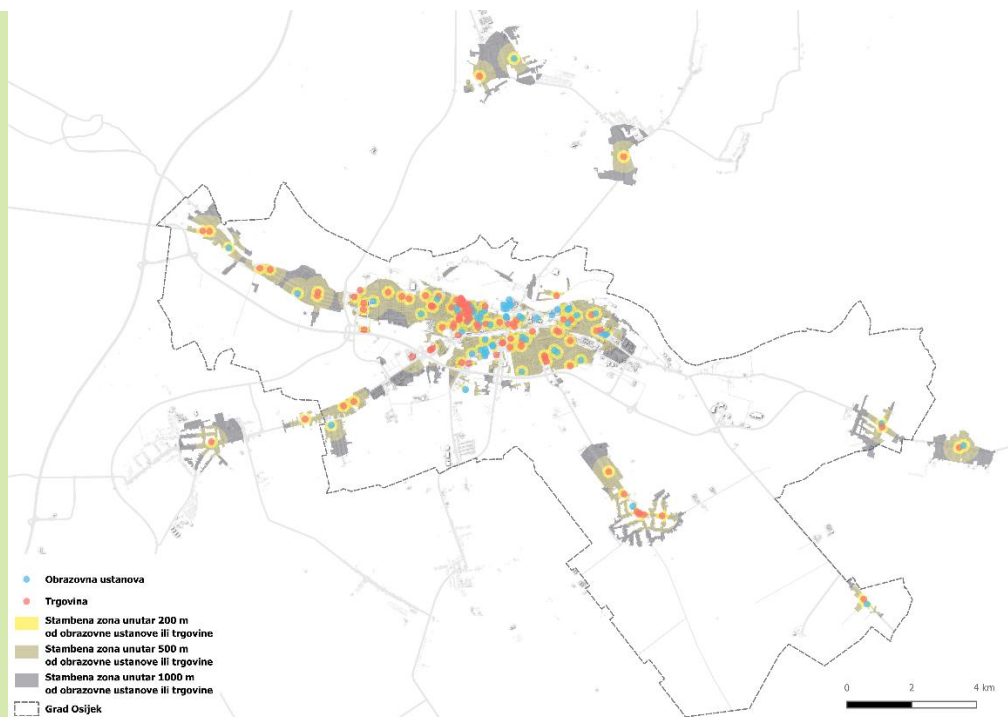 Obrazovna ustanova
Trgovina
Stambena zona unutar 200 m
od obrazovne ustanove ili trgovine
Stambena zona unutar 500 m
od obrazovne ustanove ili trgovine
Stambena zona unutar 1000 m
od obrazovne ustanove ili trgovine
Grad Osijek
0 2 4 km